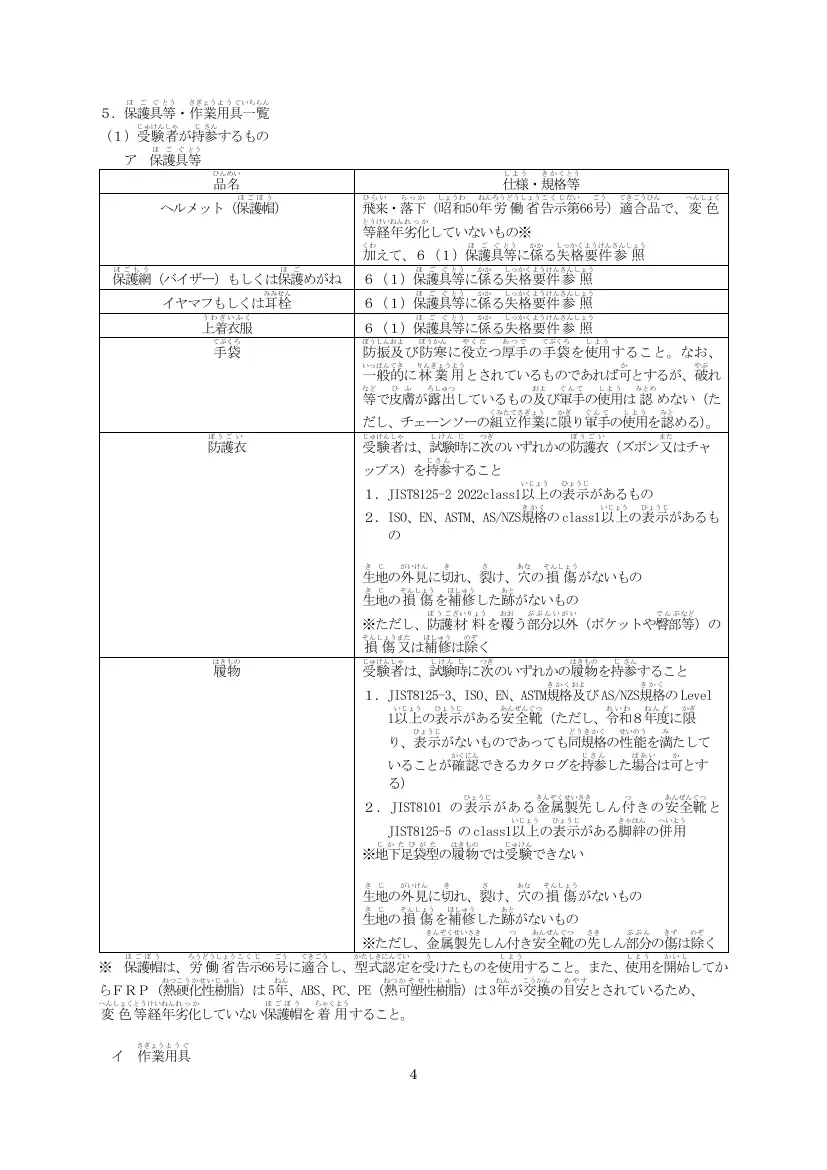 5．保護具等・作業用具一覧
（1）受験者が持参するもの
ア　保護具等
品名　仕様・規格等
ヘルメット（保護帽）　飛来・落下（昭和50年労働省告示第66号）適合品で、変色
等経年劣化していないもの※
加えて、6（1）保護具等に係る失格要件参照
保護網（バイザー）もしくは保護めがね　6（1）保護具等に係る失格要件参照
イヤマフもしくは耳栓　6（1）保護具等に係る失格要件参照
上着衣服　6（1）保護具等に係る失格要件参照
手袋　防振及び防寒に役立つ厚手の手袋を使用すること。なお、
一般的に林業用とされているものであれば可とするが、破れ
等で皮膚が露出しているもの及び軍手の使用は認めない（た
だし、チェーンソーの組立作業に限り軍手の使用を認める）。
防護衣　受験者は、試験時に次のいずれかの防護衣（ズボン又はチャ
ップス）を持参すること
1．JIST8125-2 2022class1以上の表示があるもの
2．ISO、EN、ASTM、AS/NZS規格のclass1以上の表示があるも
の
生地の外見に切れ、裂け、穴の損傷がないもの
生地の損傷を補修した跡がないもの
※ただし、防護材料を覆う部分以外（ポケットや臀部等）の
損傷又は補修は除く
履物　受験者は、試験時に次のいずれかの履物を持参すること
1．JIST8125-3、ISO、EN、ASTM規格及びAS/NZS規格のLevel
1以上の表示がある安全靴（ただし、令和8年度に限
り、表示がないものであっても同規格の性能を満たして
いることが確認できるカタログを持参した場合は可とす
る）
2．JIST8101 の表示がある金属製先しん付きの安全靴と
JIST8125-5 のclass1以上の表示がある脚絆の併用
※地下足袋型の履物では受験できない
生地の外見に切れ、裂け、穴の損傷がないもの
生地の損傷を補修した跡がないもの
※ただし、金属製先しん付き安全靴の先しん部分の傷は除く
※　保護帽は、労働省告示66号に適合し、型式認定を受けたものを使用すること。また、使用を開始してか
らＦＲＰ（熱硬化性樹脂）は5年、ABS、PC、PE（熱可塑性樹脂）は3年が交換の目安とされているため、
変色等経年劣化していない保護帽を着用すること。
イ　作業用具
4